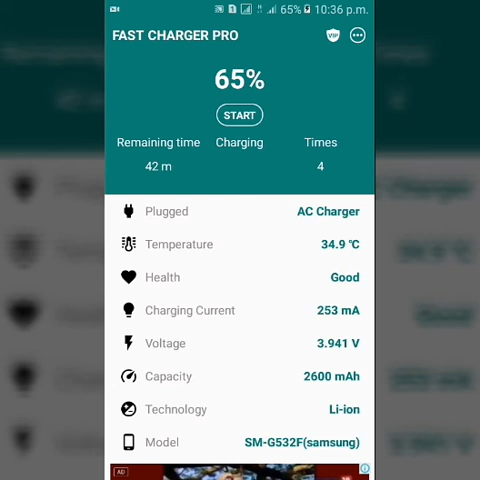 65% 10:36 p.m.
FAST CHARGER PRO VIP
65%
START
Remaining time Charging Times
42 m 4
Plugged AC Charger
Temperature 34.9 °C
Health Good
Charging Current 253 mA
Voltage 3.941 V
Capacity 2600 mAh
Technology Li-ion
Model SM-G532F(samsung)
AD